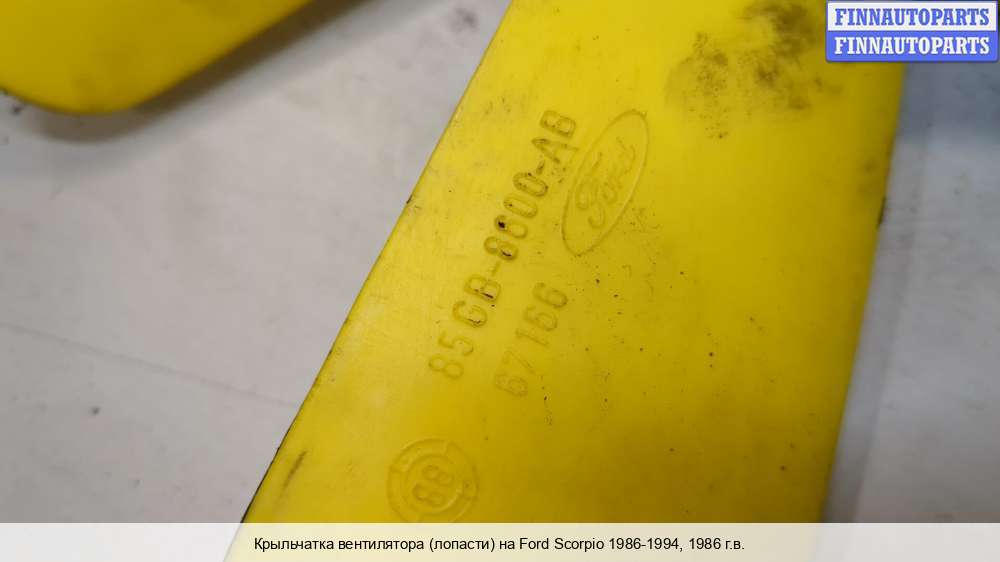 FINNAUTOPARTS
FINNAUTOPARTS
85GB-8600-AB
Ford
67166
88
Крыльчатка вентилятора (лопасти) на Ford Scorpio 1986-1994, 1986 г.в.